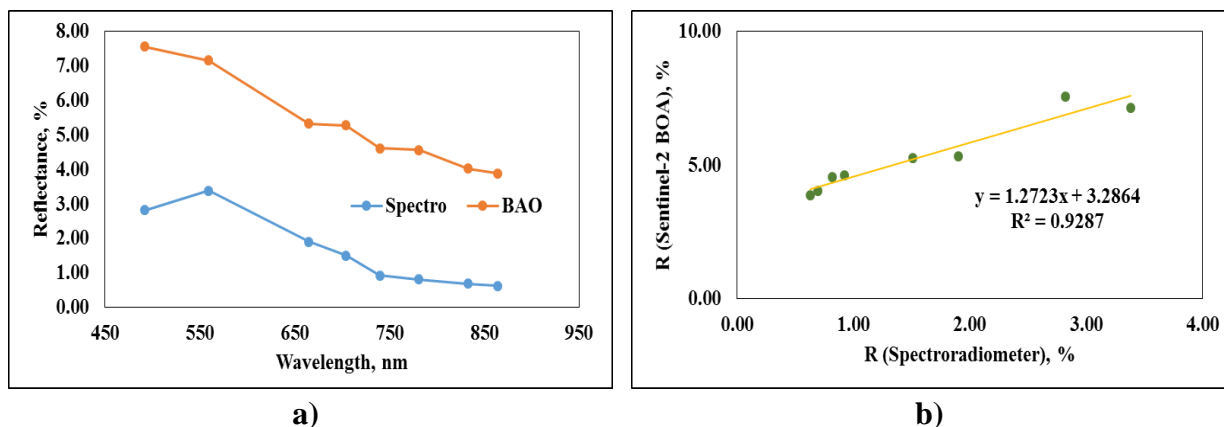 8.00
7.00
6.00
5.00
4.00
3.00
2.00
1.00
0.00
Reflectance, %
Spectro BAO
450 550 650 750 850 950
Wavelength, nm
a)
10.00
5.00
0.00
R (Sentinel-2 BOA), %
y = 1.2723x + 3.2864
R² = 0.9287
0.00 1.00 2.00 3.00 4.00
R (Spectroradiometer), %
b)